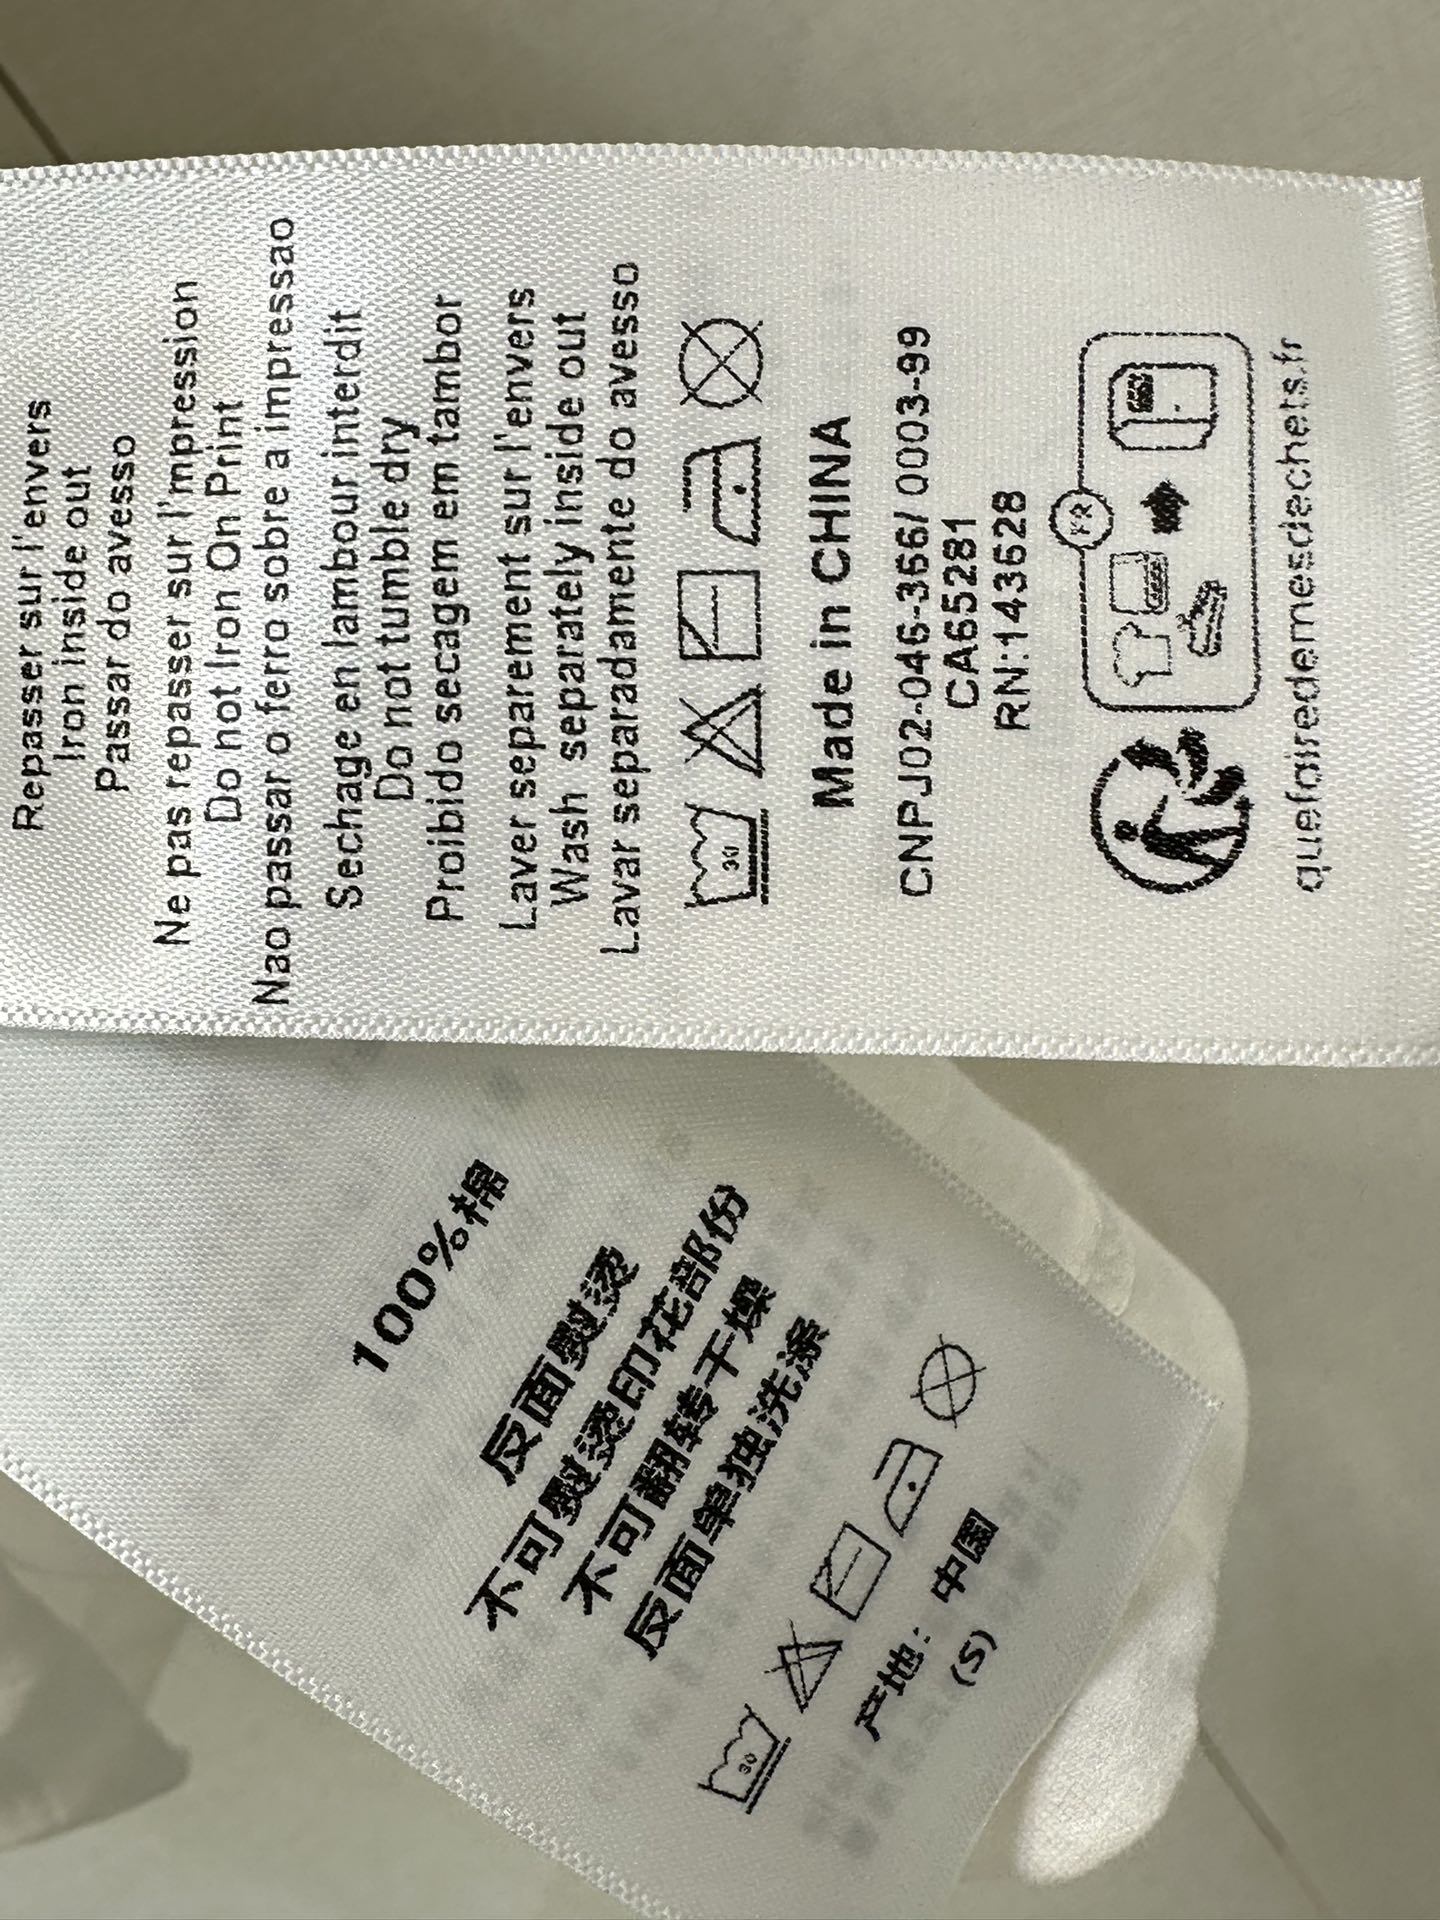 Repasser sur l'envers
Iron inside out
Passar do avesso
Ne pas repasser sur l'mpression
Do not Iron On Print
Nao passar o ferro sobre a impressao
Sechage en lambour interdit
Do not tumble dry
Proibido secagem em tambor
Laver separement sur l'envers
Wash separately inside out
Lavar separadamente do avesso
30
Made in CHINA
CNPJ02-046-366/ 0003-99
CA65281
RN:143628
FR
quefairedemesdechets.fr
100%棉
反面熨烫
不可熨烫印花部份
不可翻转干燥
反面单独洗涤
30
产地：中国
(S)